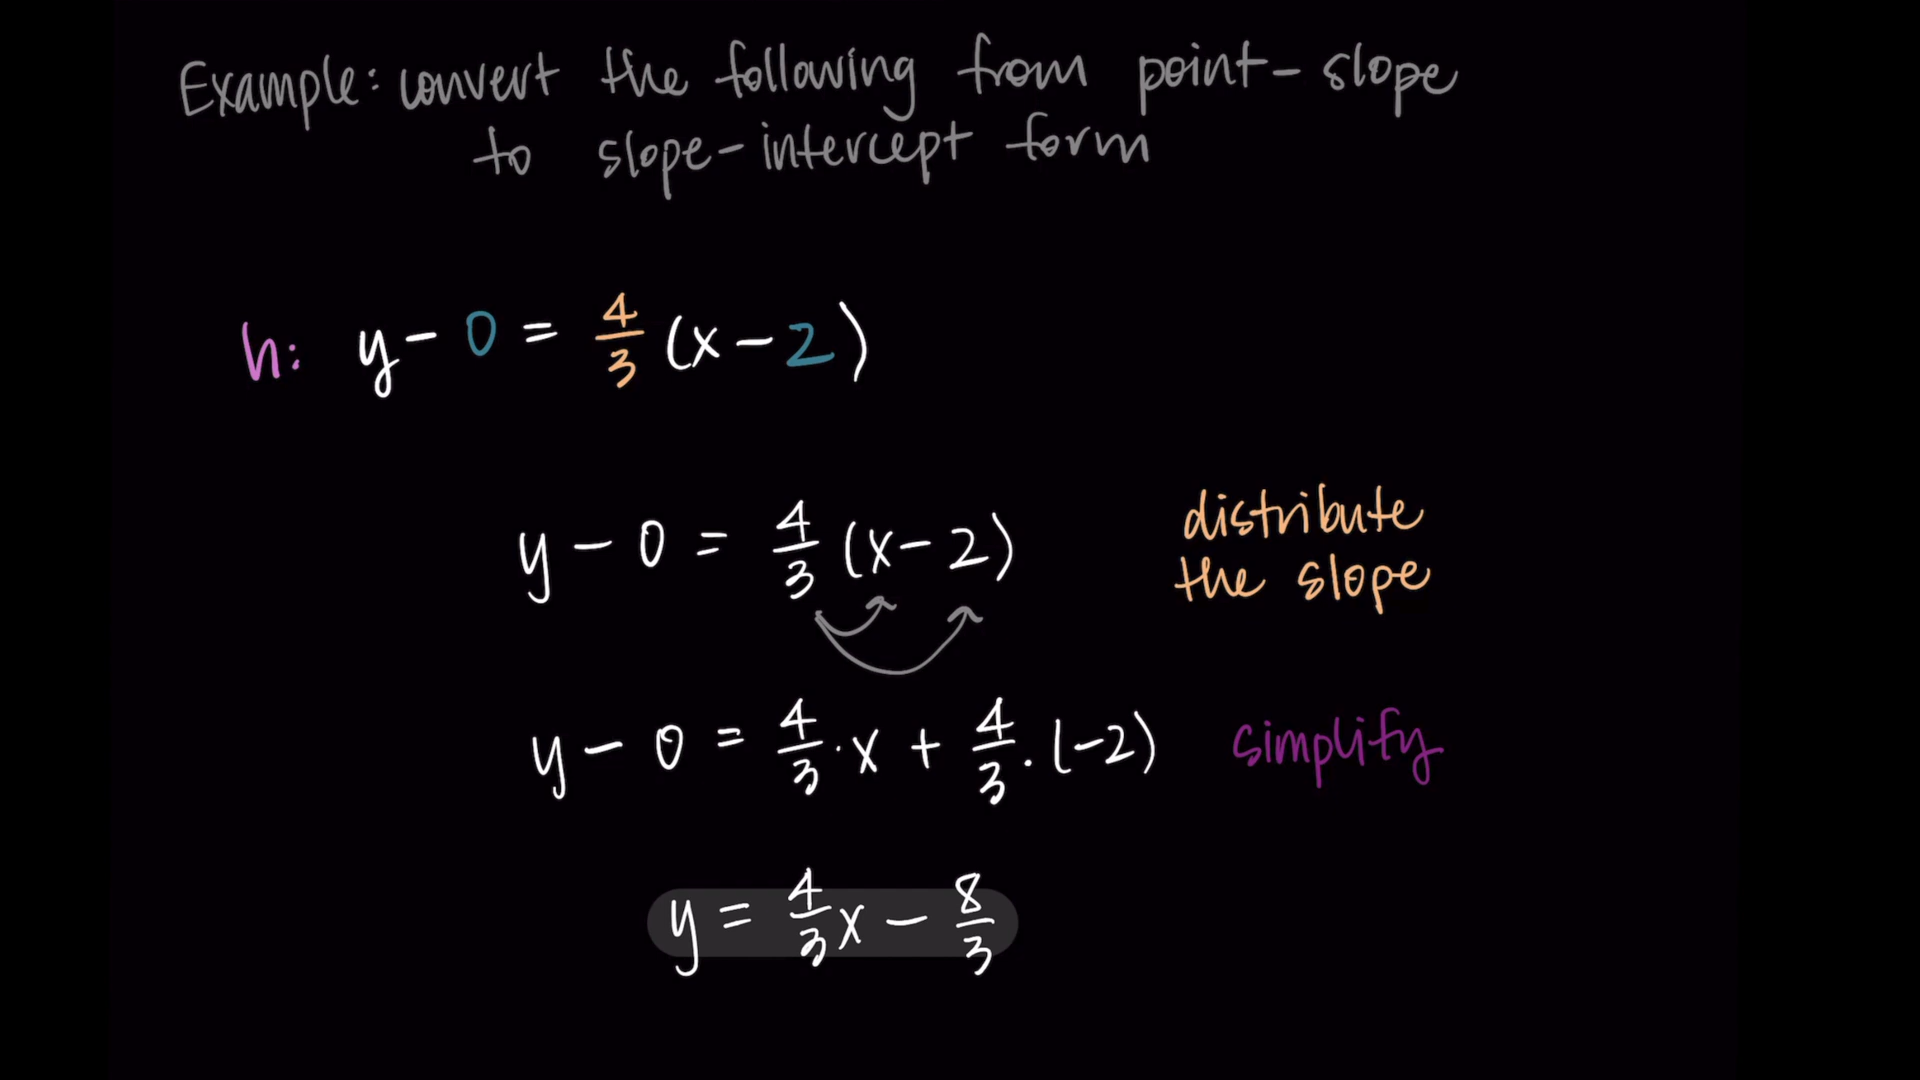 Example: convert the following from point-slope
to slope-intercept form
h: y - 0 = 4/3 (x - 2)
y - 0 = 4/3 (x - 2)
distribute
the slope
y - 0 = 4/3 · x + 4/3 · (-2) simplify
y = 4/3 x - 8/3